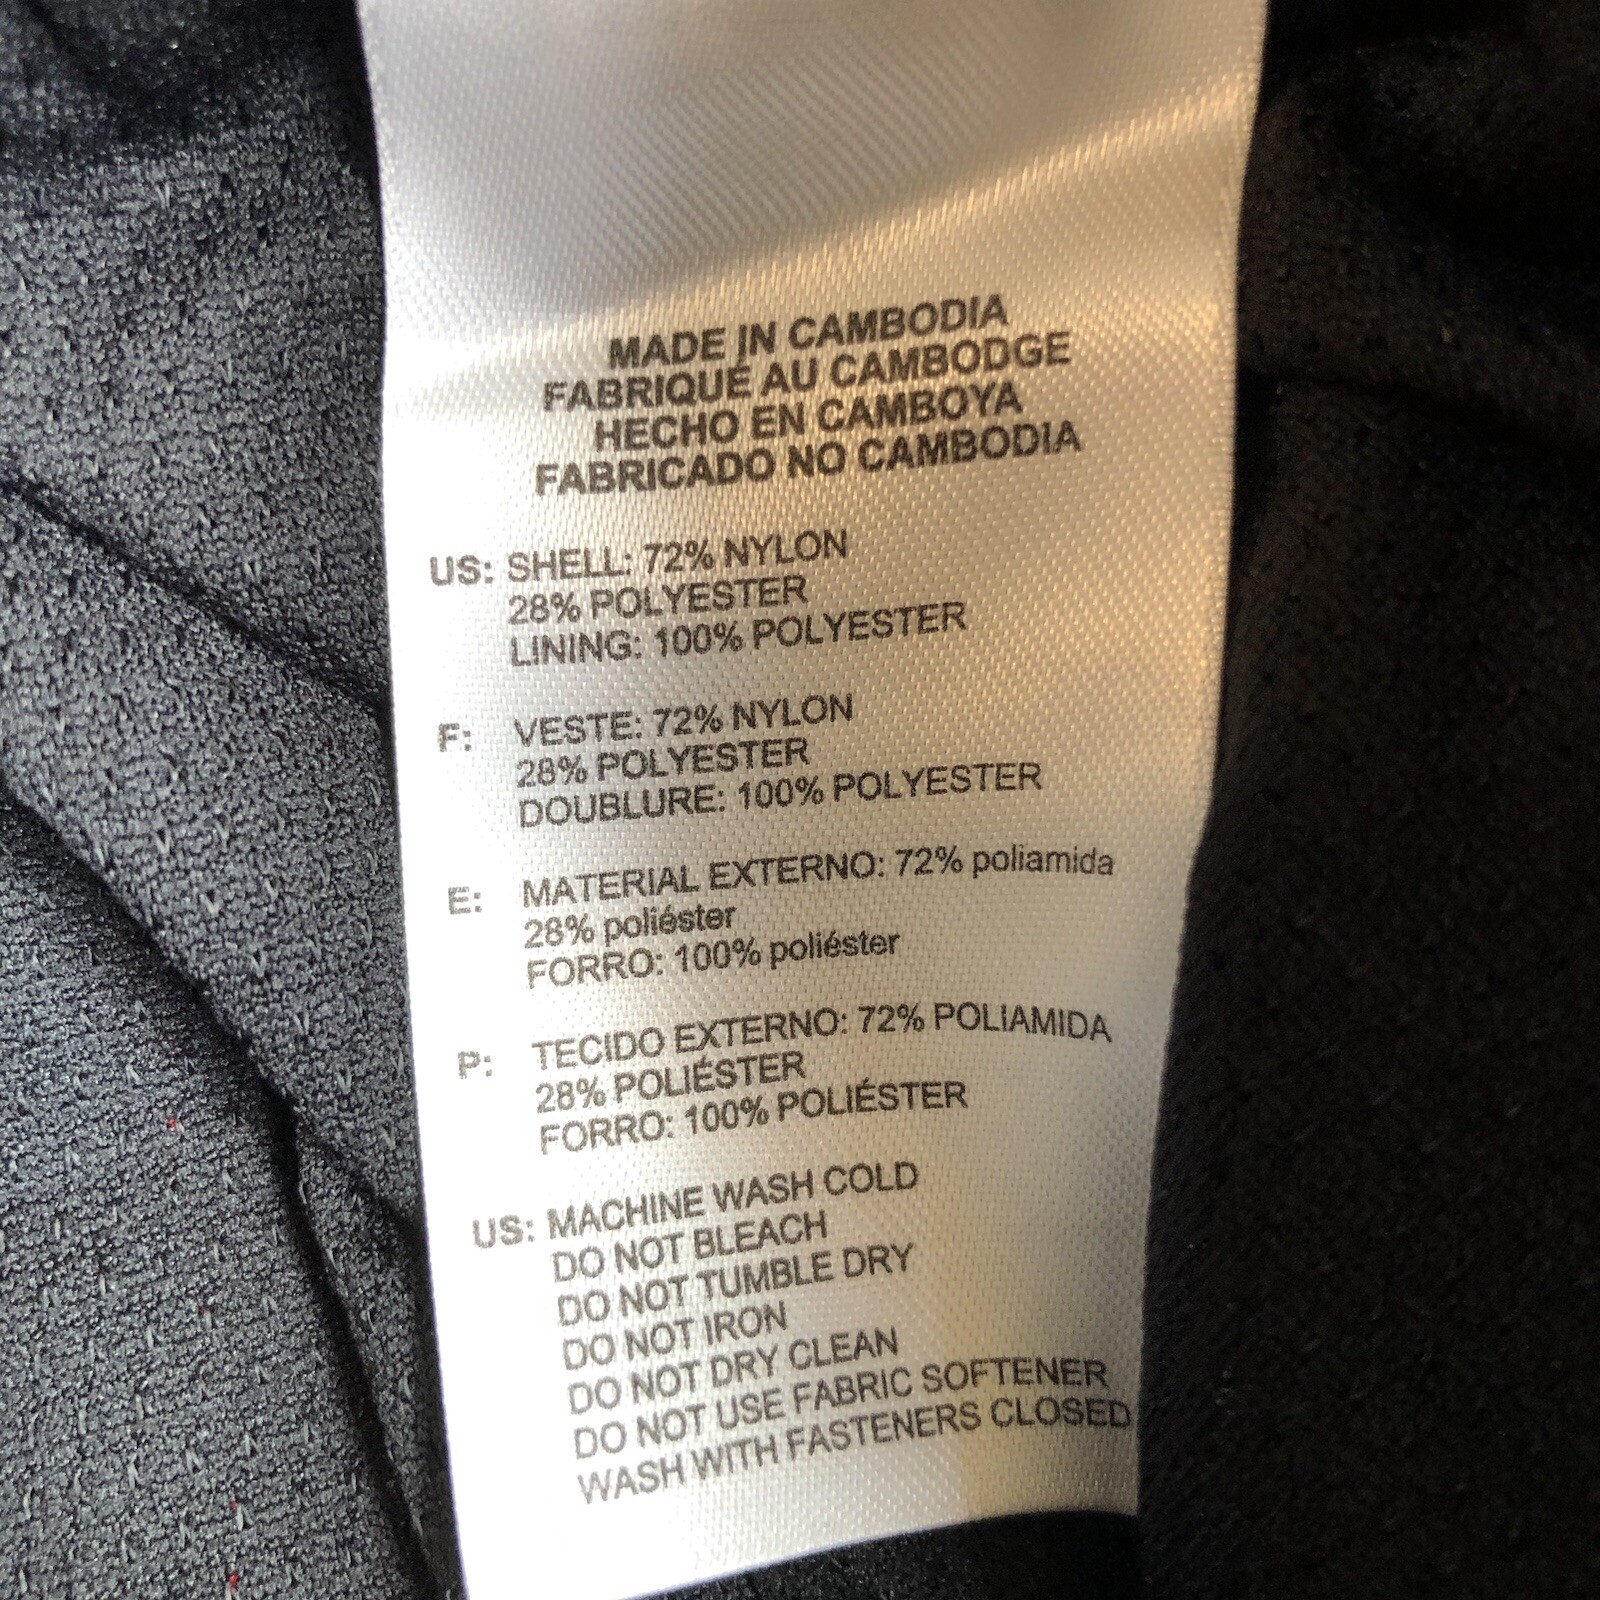 MADE IN CAMBODIA
FABRIQUÉ AU CAMBODGE
HECHO EN CAMBOYA
FABRICADO NO CAMBODIA
US: SHELL: 72% NYLON
28% POLYESTER
LINING: 100% POLYESTER
F: VESTE: 72% NYLON
28% POLYESTER
DOUBLURE: 100% POLYESTER
E: MATERIAL EXTERNO: 72% poliamida
28% poliéster
FORRO: 100% poliéster
P: TECIDO EXTERNO: 72% POLIAMIDA
28% POLIÉSTER
FORRO: 100% POLIÉSTER
US: MACHINE WASH COLD
DO NOT BLEACH
DO NOT TUMBLE DRY
DO NOT IRON
DO NOT DRY CLEAN
DO NOT USE FABRIC SOFTENER
WASH WITH FASTENERS CLOSED